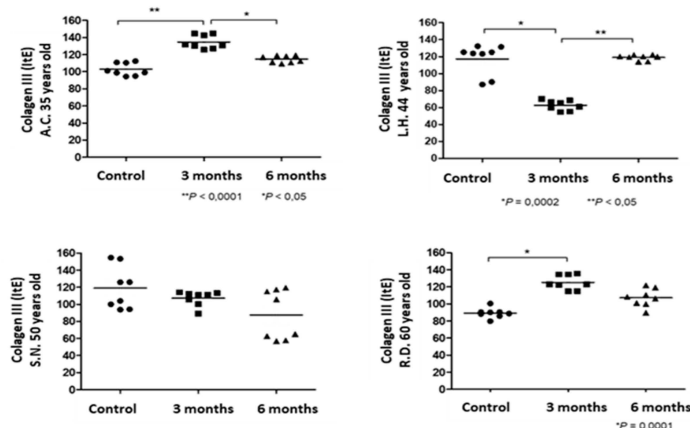 Colagen III (ItE)
A.C. 35 years old
160
140
120
100
80
60
40
20
0
**
*
Control 3 months 6 months
**P < 0,0001 *P < 0,05
Colagen III (ItE)
L.H. 44 years old
160
140
120
100
80
60
40
20
0
*
**
Control 3 months 6 months
*P = 0,0002 **P < 0,05
Colagen III (ItE)
S.N. 50 years old
160
140
120
100
80
60
40
20
0
Control 3 months 6 months
Colagen III (ItE)
R.D. 60 years old
160
140
120
100
80
60
40
20
0
*
Control 3 months 6 months
*P = 0,0001